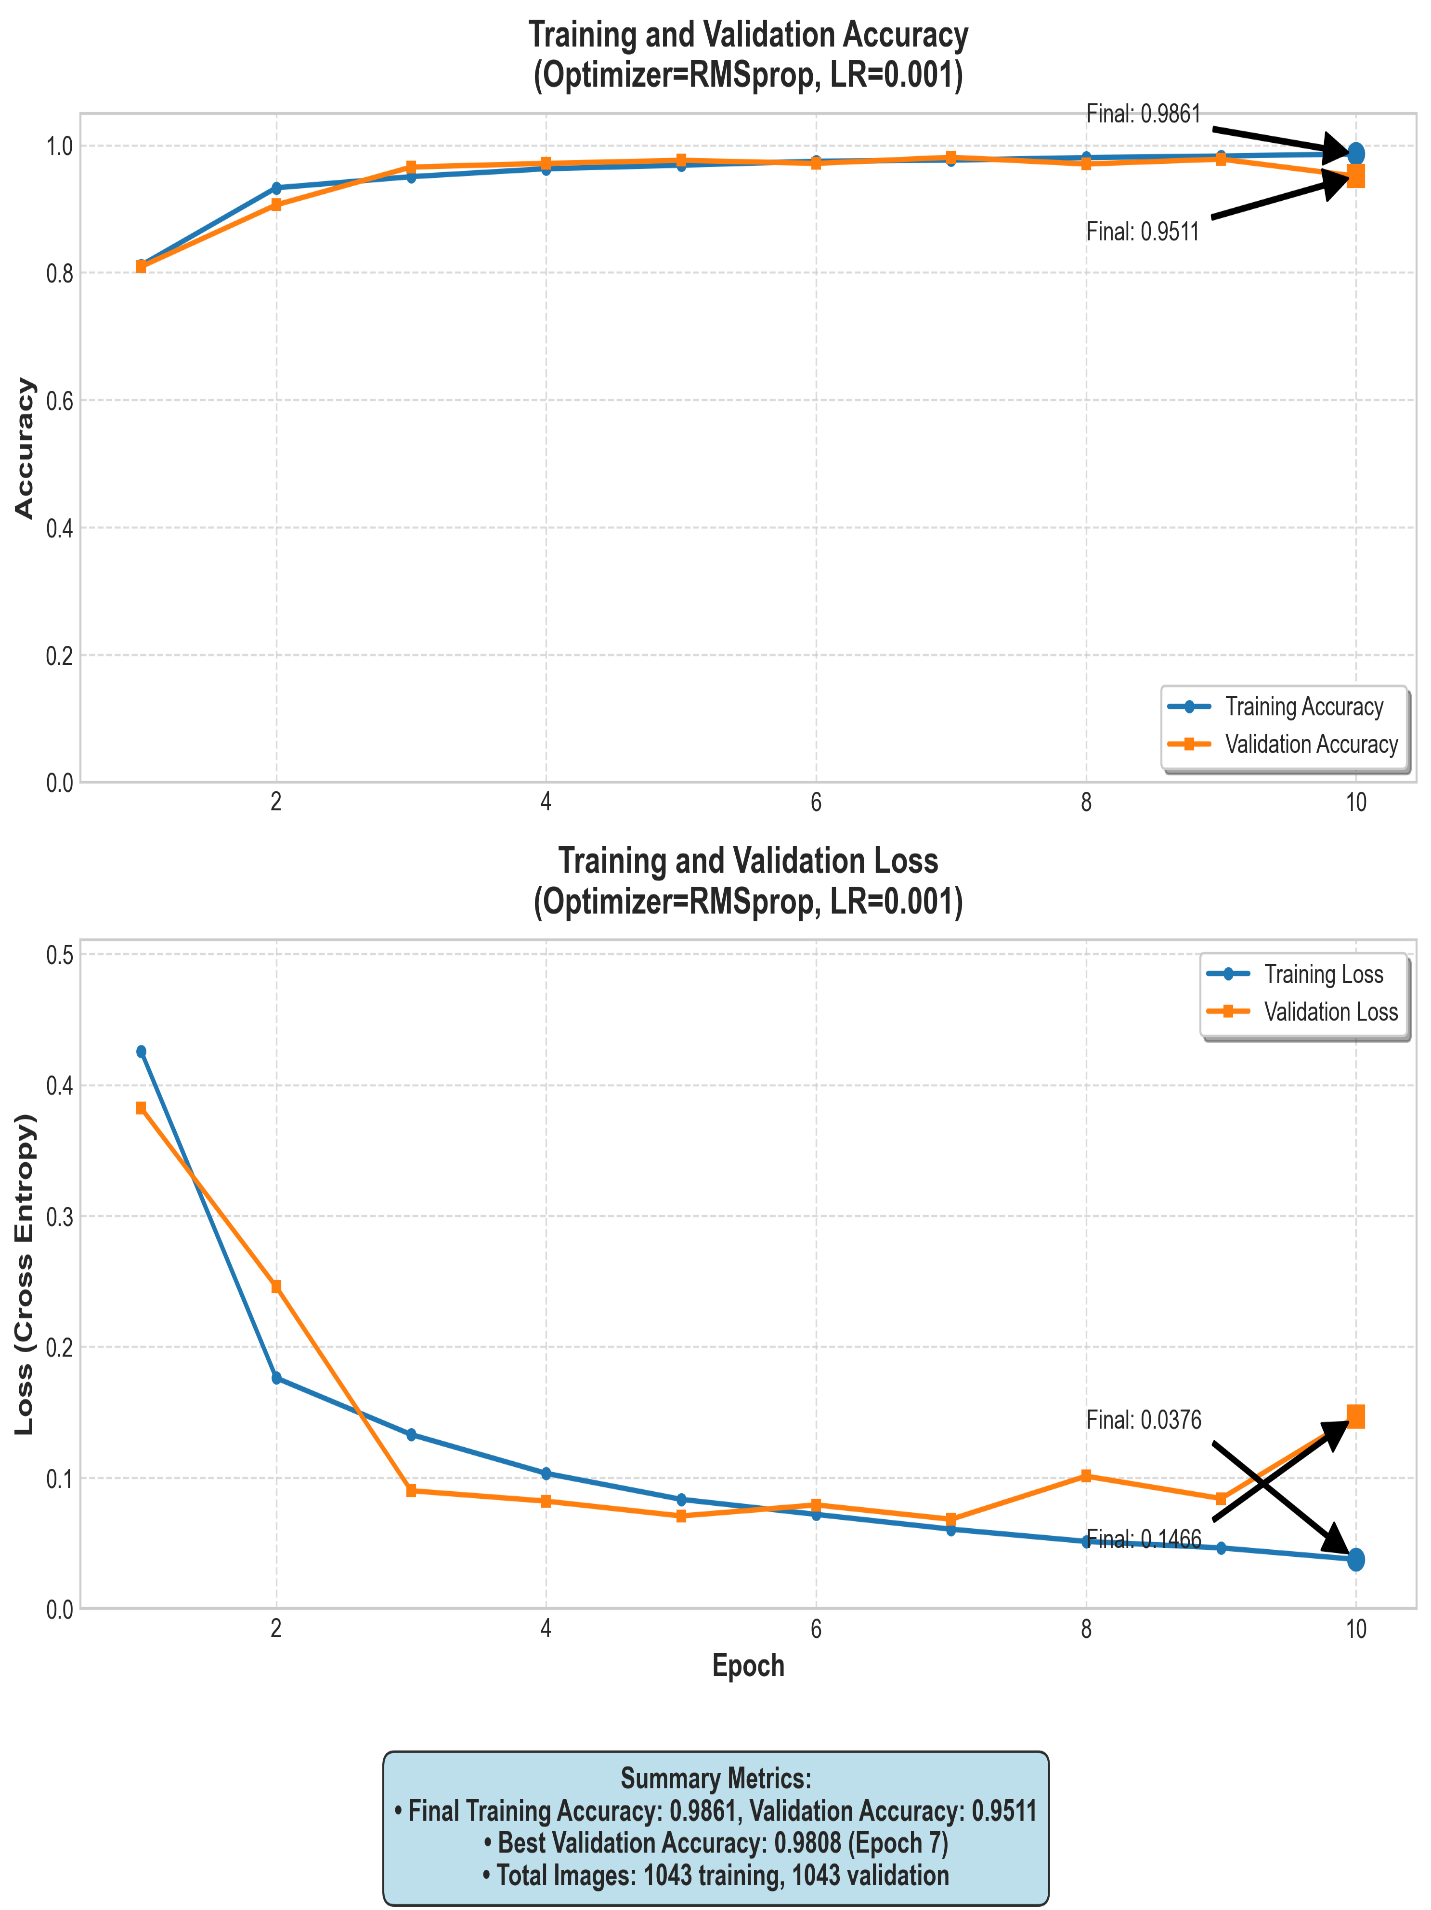 Training and Validation Accuracy
(Optimizer=RMSprop, LR=0.001)
Final: 0.9861
Final: 0.9511
Accuracy
1.0
0.8
0.6
0.4
0.2
0.0
Training Accuracy
Validation Accuracy
2 4 6 8 10
Training and Validation Loss
(Optimizer=RMSprop, LR=0.001)
Training Loss
Validation Loss
Loss (Cross Entropy)
0.5
0.4
0.3
0.2
0.1
0.0
Final: 0.0376
Final: 0.1466
2 4 6 8 10
Epoch
Summary Metrics:
• Final Training Accuracy: 0.9861, Validation Accuracy: 0.9511
• Best Validation Accuracy: 0.9808 (Epoch 7)
• Total Images: 1043 training, 1043 validation